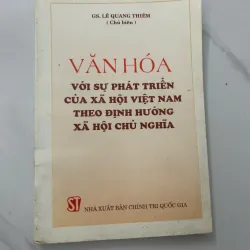 GS. LÊ QUANG THIÊM
(Chủ biên)
VĂN HÓA
VỚI SỰ PHÁT TRIỂN
CỦA XÃ HỘI VIỆT NAM
THEO ĐỊNH HƯỚNG
XÃ HỘI CHỦ NGHĨA
ST NHÀ XUẤT BẢN CHÍNH TRỊ QUỐC GIA